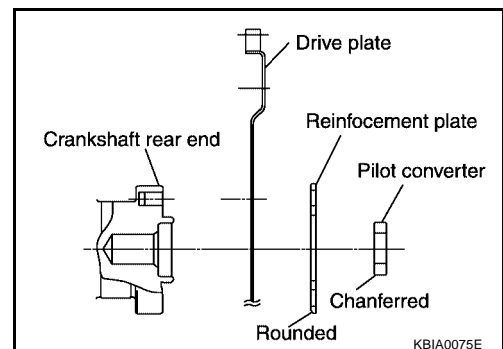 Drive plate
Reinfocement plate
Crankshaft rear end
Pilot converter
Chanferred
Rounded
KBIA0075E